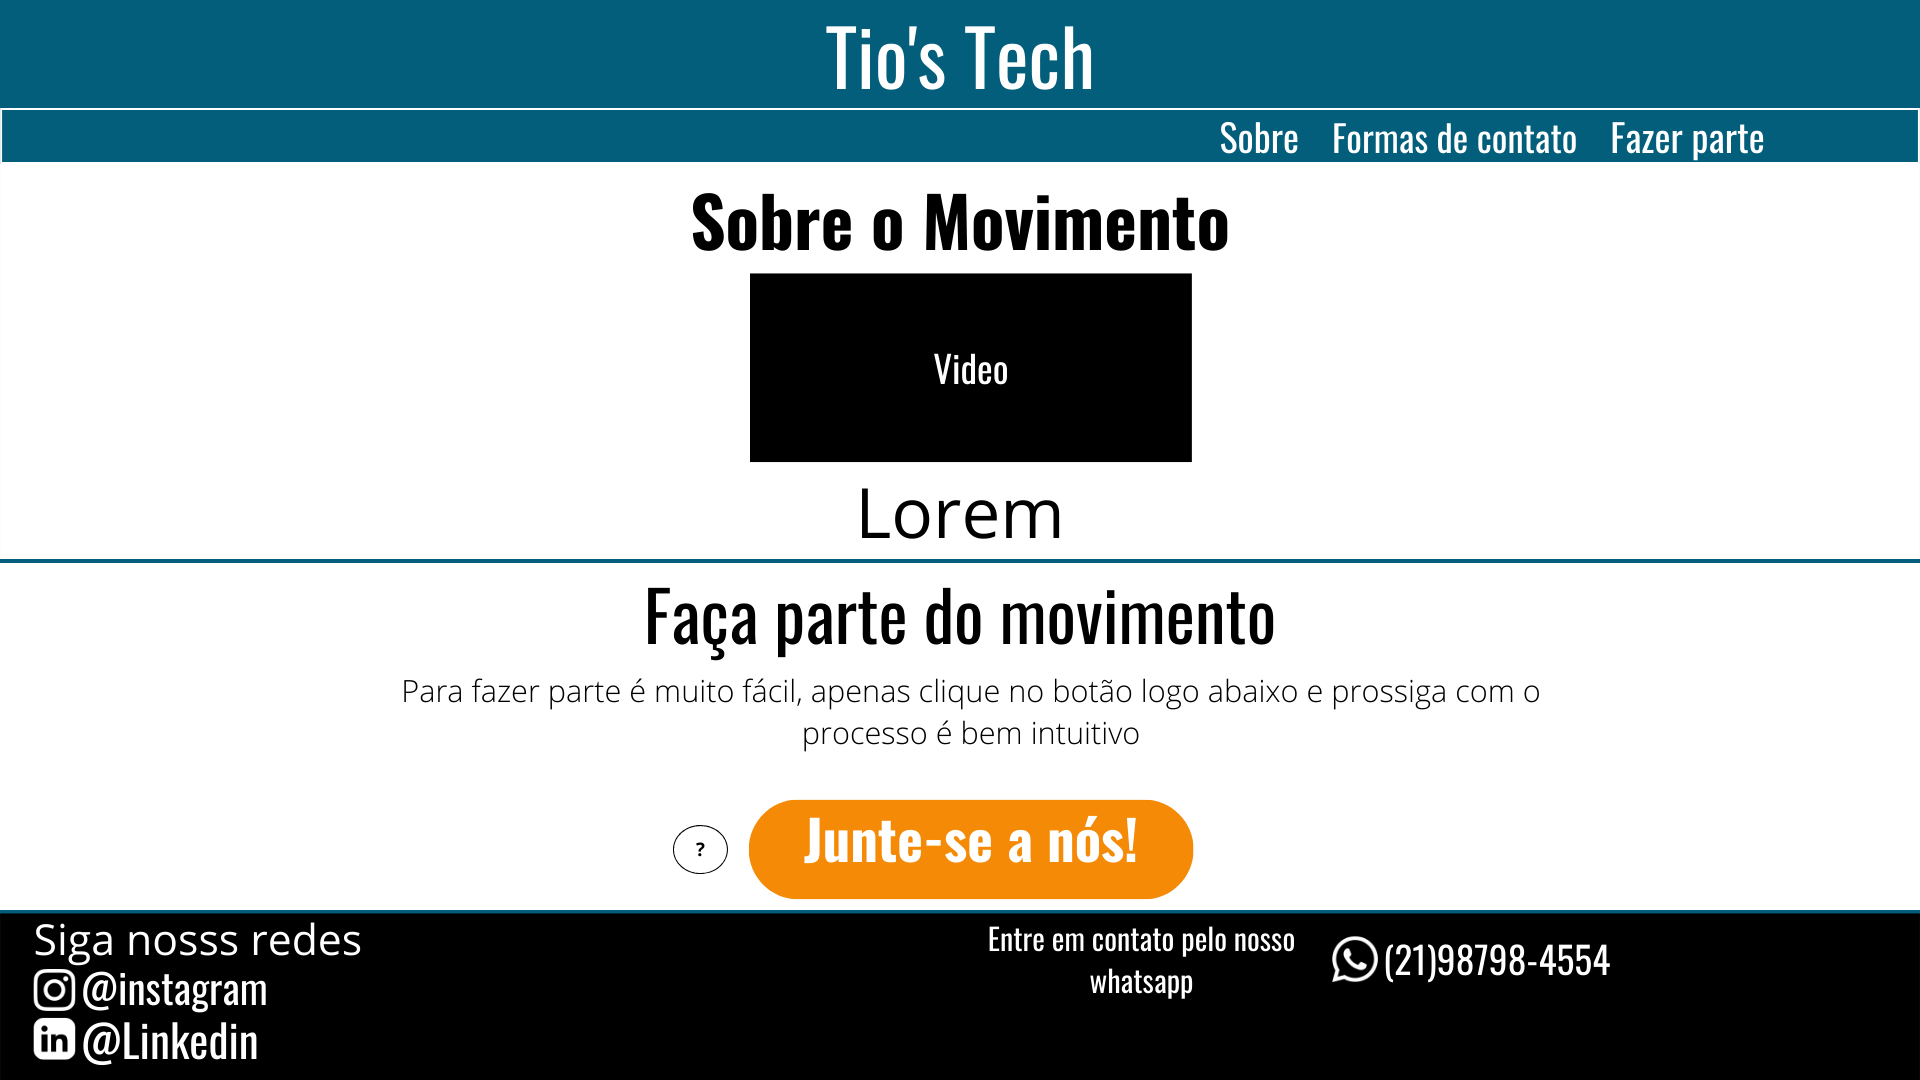 Tio's Tech
Sobre Formas de contato Fazer parte
Sobre o Movimento
Video
Lorem
Faça parte do movimento
Para fazer parte é muito fácil, apenas clique no botão logo abaixo e prossiga com o
processo é bem intuitivo
? Junte-se a nós!
Siga nosss redes
@instagram
in @Linkedin
Entre em contato pelo nosso
whatsapp
(21)98798-4554